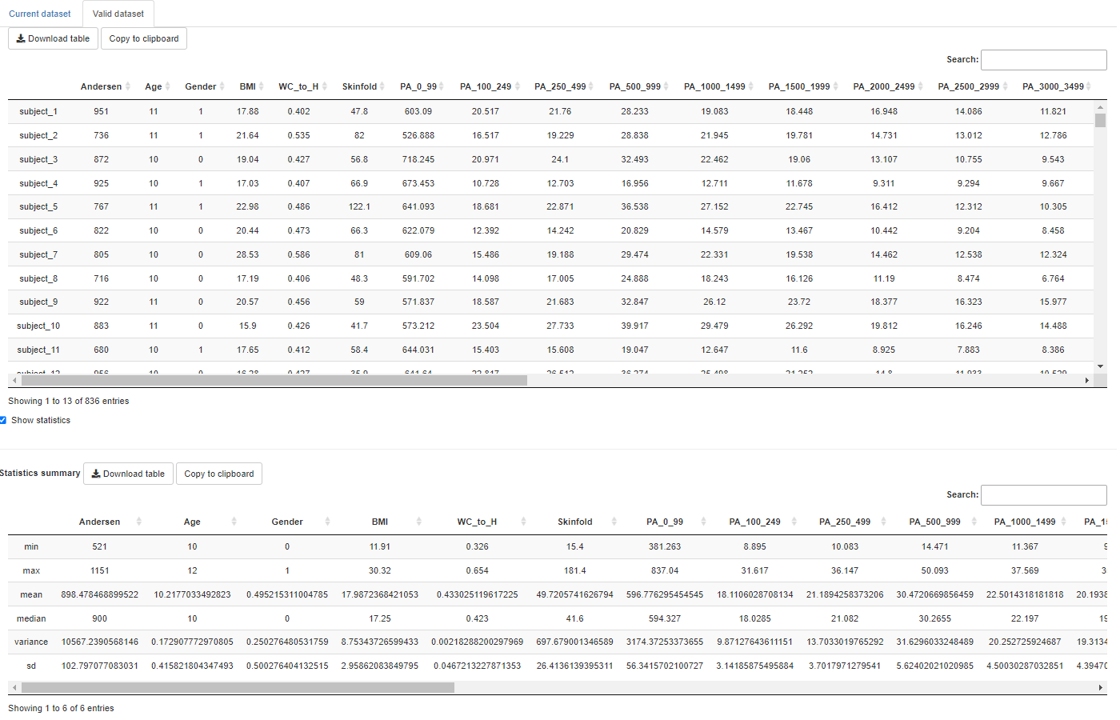 Current dataset Valid dataset
Download table Copy to clipboard
Search:
Andersen Age Gender BMI WC_to_H Skinfold PA_0_99 PA_100_249 PA_250_499 PA_500_999 PA_1000_1499 PA_1500_1999 PA_2000_2499 PA_2500_2999 PA_3000_3499
subject_1 951 11 1 17.88 0.402 47.8 603.09 20.517 21.76 28.233 19.083 18.448 16.948 14.086 11.821
subject_2 736 11 1 21.64 0.535 82 526.888 16.517 19.229 28.838 21.945 19.781 14.731 13.012 12.786
subject_3 872 10 0 19.04 0.427 56.8 718.245 20.971 24.1 32.493 22.462 19.06 13.107 10.755 9.543
subject_4 925 10 1 17.03 0.407 66.9 673.453 10.728 12.703 16.956 12.711 11.678 9.311 9.294 9.667
subject_5 767 11 1 22.98 0.486 122.1 641.093 18.681 22.871 36.538 27.152 22.745 16.412 12.312 10.305
subject_6 822 10 0 20.44 0.473 66.3 622.079 12.392 14.242 20.829 14.579 13.467 10.442 9.204 8.458
subject_7 805 10 0 28.53 0.586 81 609.06 15.486 19.188 29.474 22.331 19.538 14.462 12.538 12.324
subject_8 716 10 0 17.19 0.406 48.3 591.702 14.098 17.005 24.888 18.243 16.126 11.19 8.474 6.764
subject_9 922 11 0 20.57 0.456 59 571.837 18.587 21.683 32.847 26.12 23.72 18.377 16.323 15.977
subject_10 883 11 0 15.9 0.426 41.7 573.212 23.504 27.733 39.917 29.479 26.292 19.812 16.246 14.488
subject_11 680 10 1 17.65 0.412 58.4 644.031 15.403 15.608 19.047 12.647 11.6 8.925 7.883 8.386
Showing 1 to 13 of 836 entries
Show statistics
Statistics summary Download table Copy to clipboard
Search:
Andersen Age Gender BMI WC_to_H Skinfold PA_0_99 PA_100_249 PA_250_499 PA_500_999 PA_1000_1499
min 521 10 0 11.91 0.326 15.4 381.263 8.895 10.083 14.471 11.367
max 1151 12 1 30.32 0.654 181.4 837.04 31.617 36.147 50.093 37.569
mean 898.478468899522 10.2177033492823 0.495215311004785 17.9872368421053 0.433025119617225 49.7205741626794 596.776295454545 18.1106028708134 21.1894258373206 30.4720669856459 22.5014318181818 20.1938
median 900 10 0 17.25 0.423 41.6 594.327 18.0285 21.082 30.2655 22.197
variance 10567.2390568146 0.172907772970805 0.250276480531759 8.75343726599433 0.00218288200297969 697.679001346589 3174.37253373655 9.87127643611151 13.7033019765292 31.6296033248489 20.252725924687 19.3134
sd 102.797077083031 0.415821804347493 0.500276404132515 2.95862083849795 0.0467213227871353 26.4136139395311 56.3415702100727 3.14185875495884 3.7017971279541 5.62402021020985 4.50030287032851 4.39470
Showing 1 to 6 of 6 entries